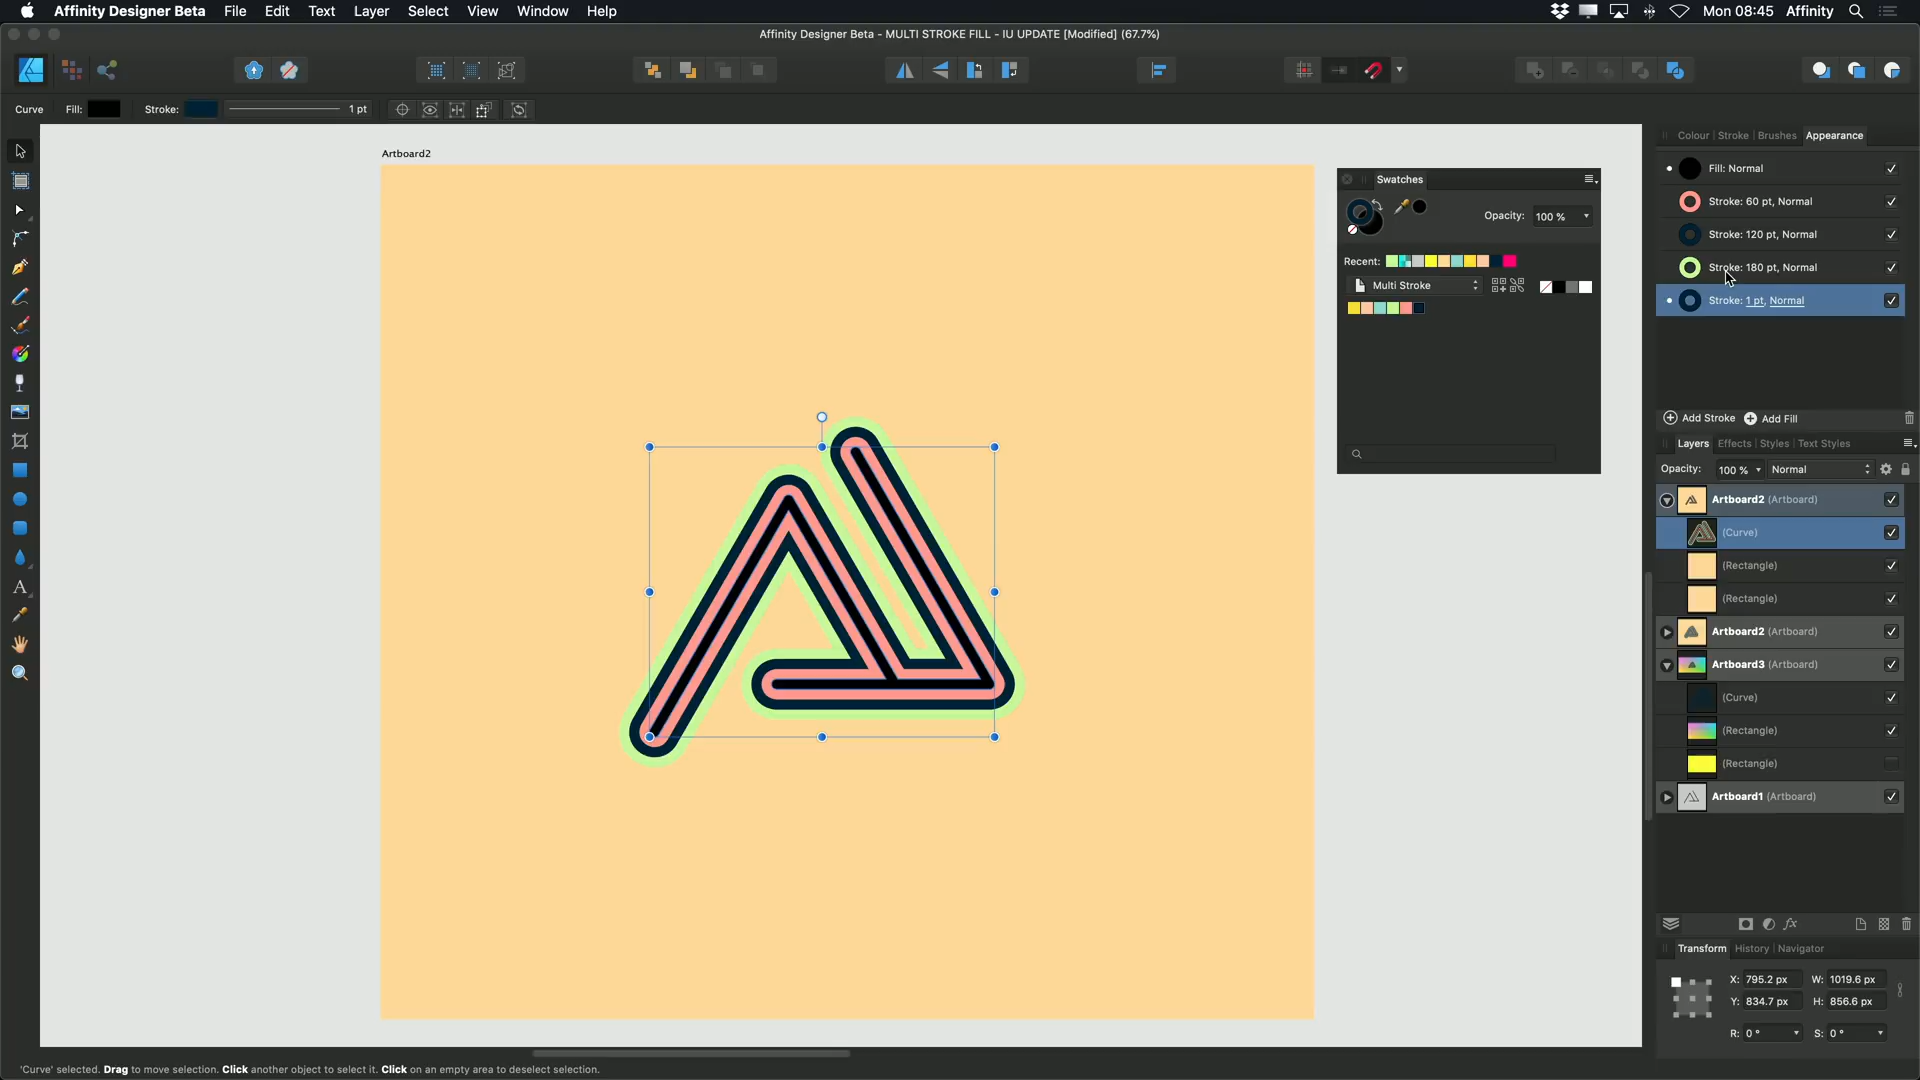 Affinity Designer Beta File Edit Text Layer Select View Window Help Mon 08:45 Affinity
Affinity Designer Beta - MULTI STROKE FILL - IU UPDATE [Modified] (67.7%)
Curve Fill: Stroke: 1 pt
Artboard2
Swatches
Opacity: 100 %
Recent:
Multi Stroke
Colour Stroke Brushes Appearance
Fill: Normal
Stroke: 60 pt, Normal
Stroke: 120 pt, Normal
Stroke: 180 pt, Normal
Stroke: 1 pt, Normal
Add Stroke Add Fill
Layers Effects Styles Text Styles
Opacity: 100 % Normal
Artboard2 (Artboard)
(Curve)
(Rectangle)
(Rectangle)
Artboard2 (Artboard)
Artboard3 (Artboard)
(Curve)
(Rectangle)
(Rectangle)
Artboard1 (Artboard)
Transform History Navigator
X: 795.2 px W: 1019.6 px
Y: 834.7 px H: 856.6 px
R: 0 ° S: 0 °
'Curve' selected. Drag to move selection. Click another object to select it. Click on an empty area to deselect selection.